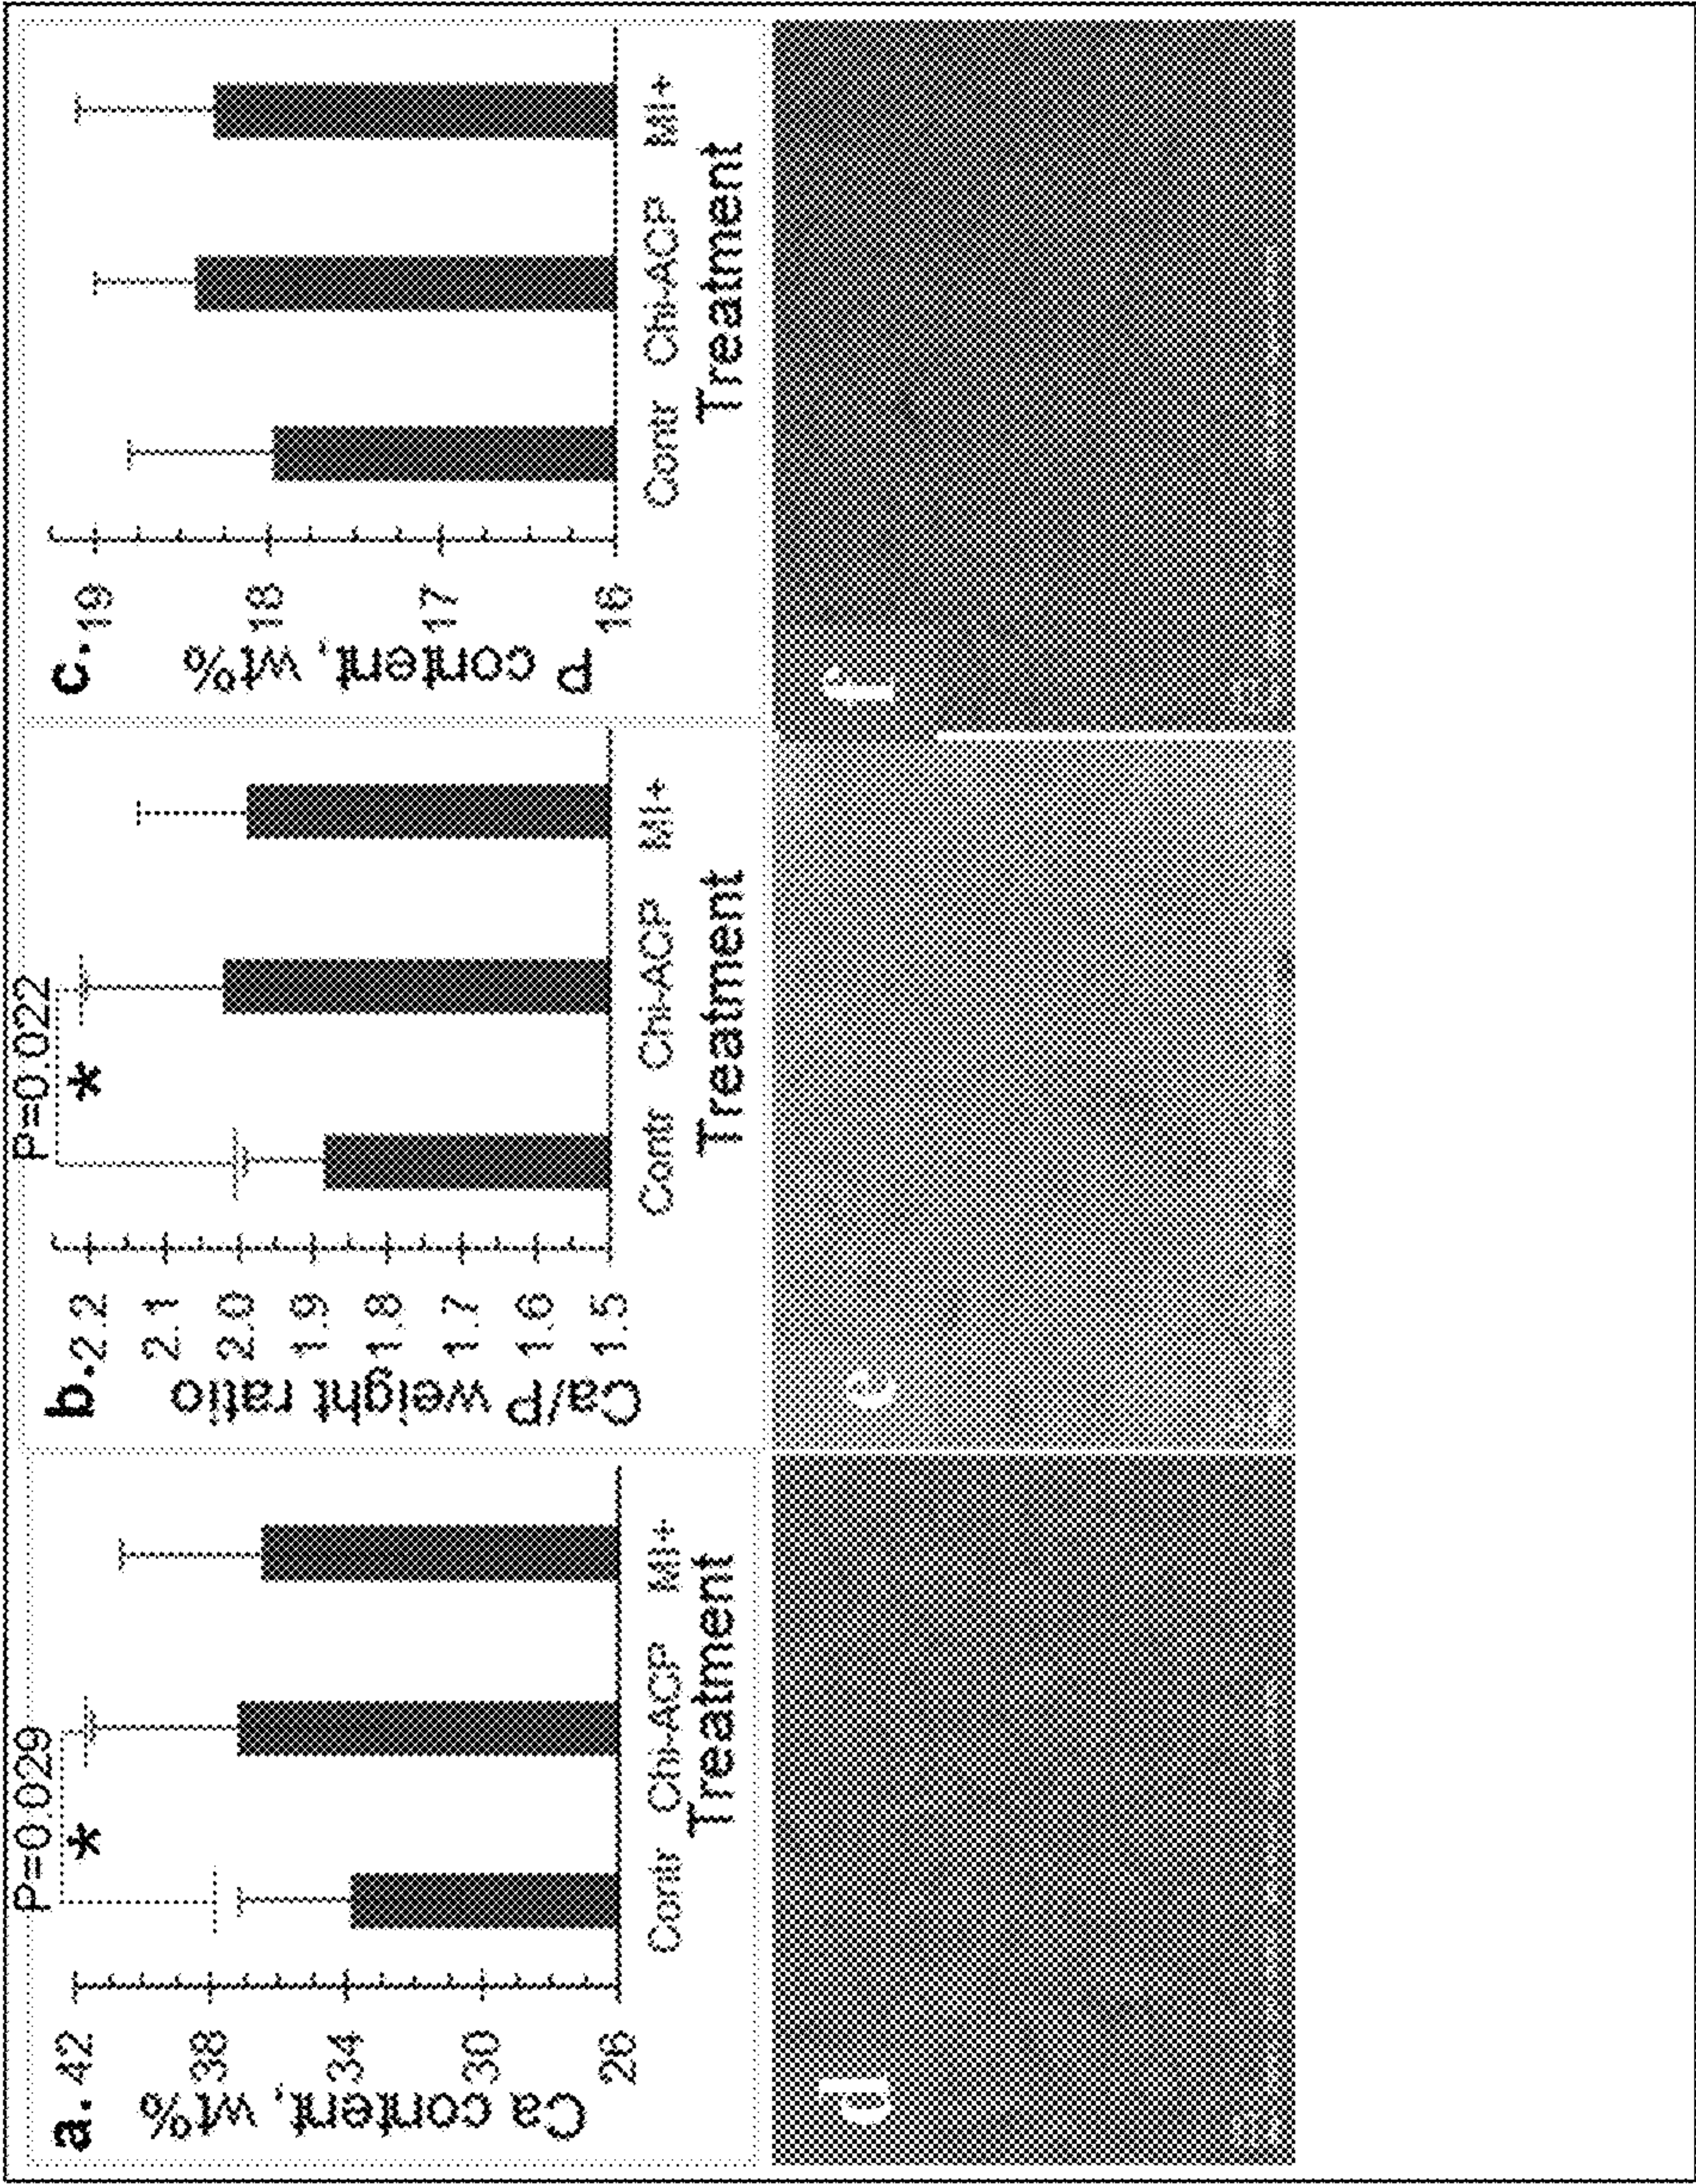 a.
P=0.029
*
42
38
34
30
26
Ca content, wt%
Contr Chi-ACP MI+
Treatment
b.
P=0.022
*
2.2
2.1
2.0
1.9
1.8
1.7
1.6
1.5
Ca/P weight ratio
Contr Chi-ACP MI+
Treatment
c.
19
18
17
16
P content, wt%
Contr Chi-ACP MI+
Treatment
d
e
f